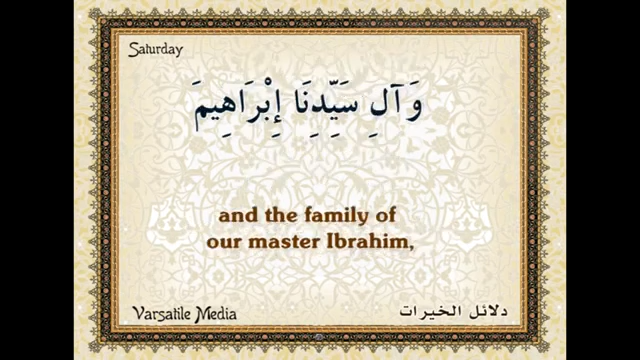 Saturday
وَآلِ سَيِّدِنَا إِبْرَاهِيمَ
and the family of
our master Ibrahim,
Varsatile Media
دلائل الخيرات